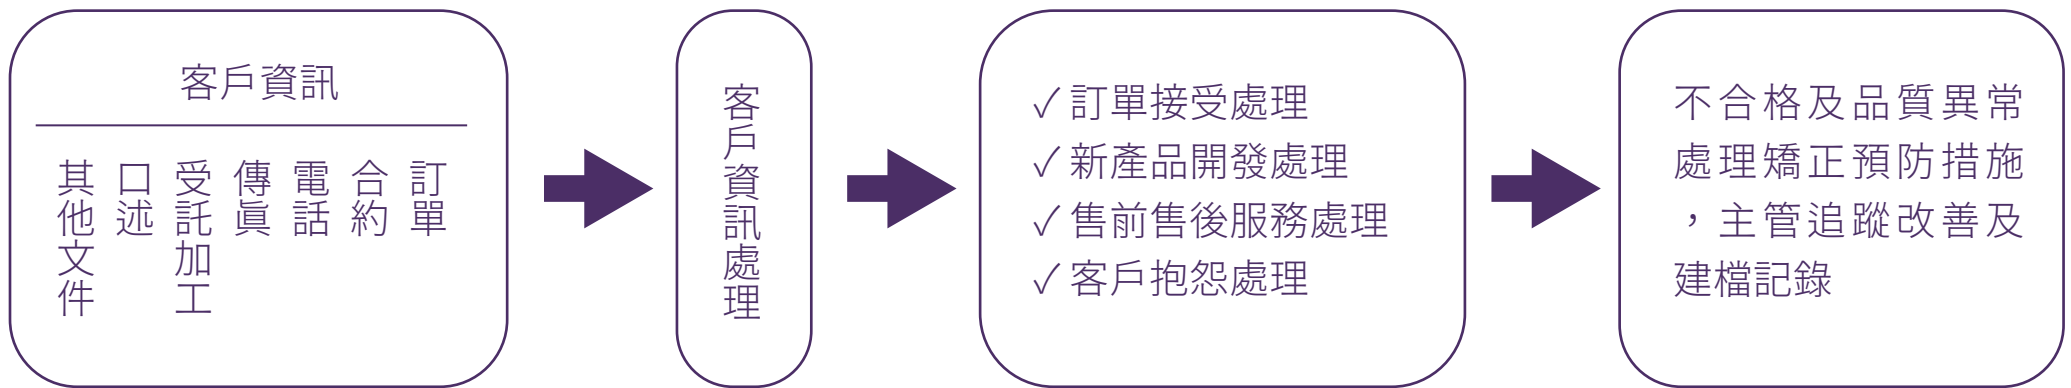 客戶資訊
訂單
合約
電話
傳眞
受託加工
口述
其他文件
客戶資訊處理
✓訂單接受處理
✓新產品開發處理
✓售前售後服務處理
✓客戶抱怨處理
不合格及品質異常
處理矯正預防措施
，主管追蹤改善及
建檔記錄